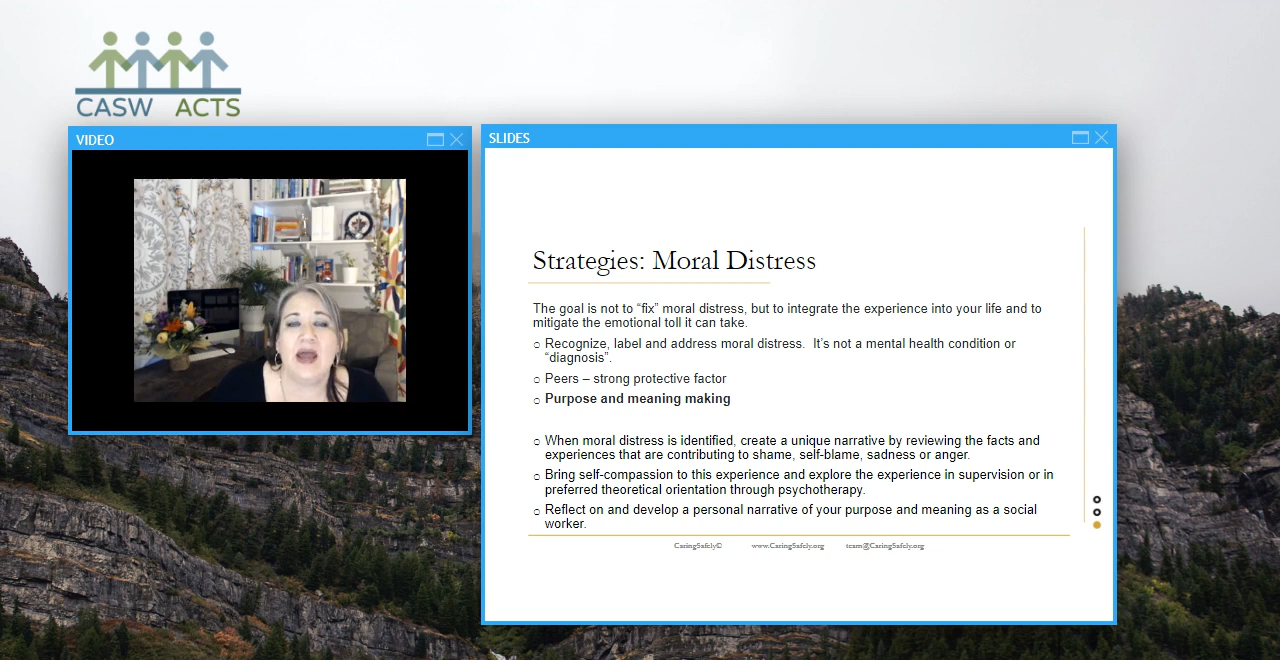 CASW ACTS
VIDEO
SLIDES
Strategies: Moral Distress
The goal is not to “fix” moral distress, but to integrate the experience into your life and to
mitigate the emotional toll it can take.
○ Recognize, label and address moral distress.  It’s not a mental health condition or
“diagnosis”.
○ Peers – strong protective factor
○ Purpose and meaning making
○ When moral distress is identified, create a unique narrative by reviewing the facts and
experiences that are contributing to shame, self-blame, sadness or anger.
○ Bring self-compassion to this experience and explore the experience in supervision or in
preferred theoretical orientation through psychotherapy.
○ Reflect on and develop a personal narrative of your purpose and meaning as a social
worker.
CaringSafely© www.CaringSafely.org team@CaringSafely.org